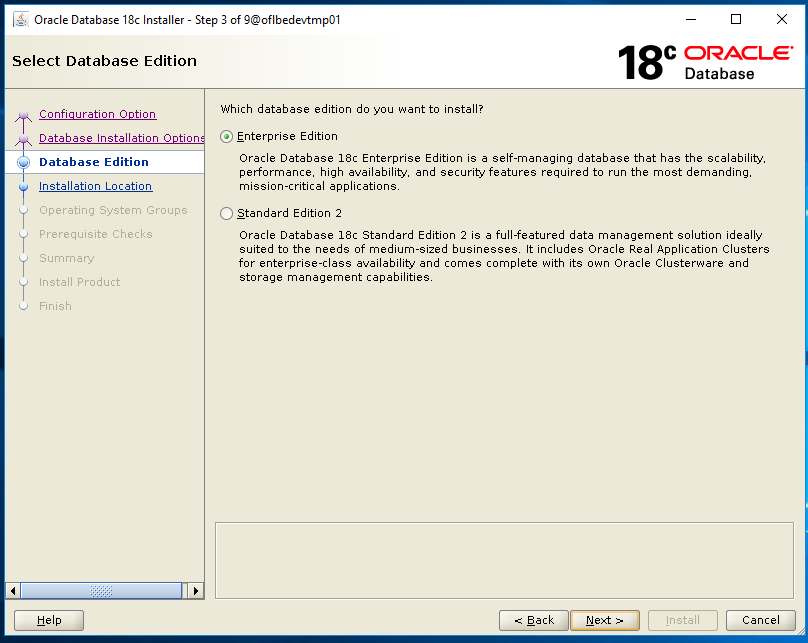 Oracle Database 18c Installer - Step 3 of 9@oflbedevtmp01
Select Database Edition
18c ORACLE
Database
Configuration Option
Database Installation Options
Database Edition
Installation Location
Operating System Groups
Prerequisite Checks
Summary
Install Product
Finish
Which database edition do you want to install?
Enterprise Edition
Oracle Database 18c Enterprise Edition is a self-managing database that has the scalability,
performance, high availability, and security features required to run the most demanding,
mission-critical applications.
Standard Edition 2
Oracle Database 18c Standard Edition 2 is a full-featured data management solution ideally
suited to the needs of medium-sized businesses. It includes Oracle Real Application Clusters
for enterprise-class availability and comes complete with its own Oracle Clusterware and
storage management capabilities.
Help
< Back
Next >
Install
Cancel